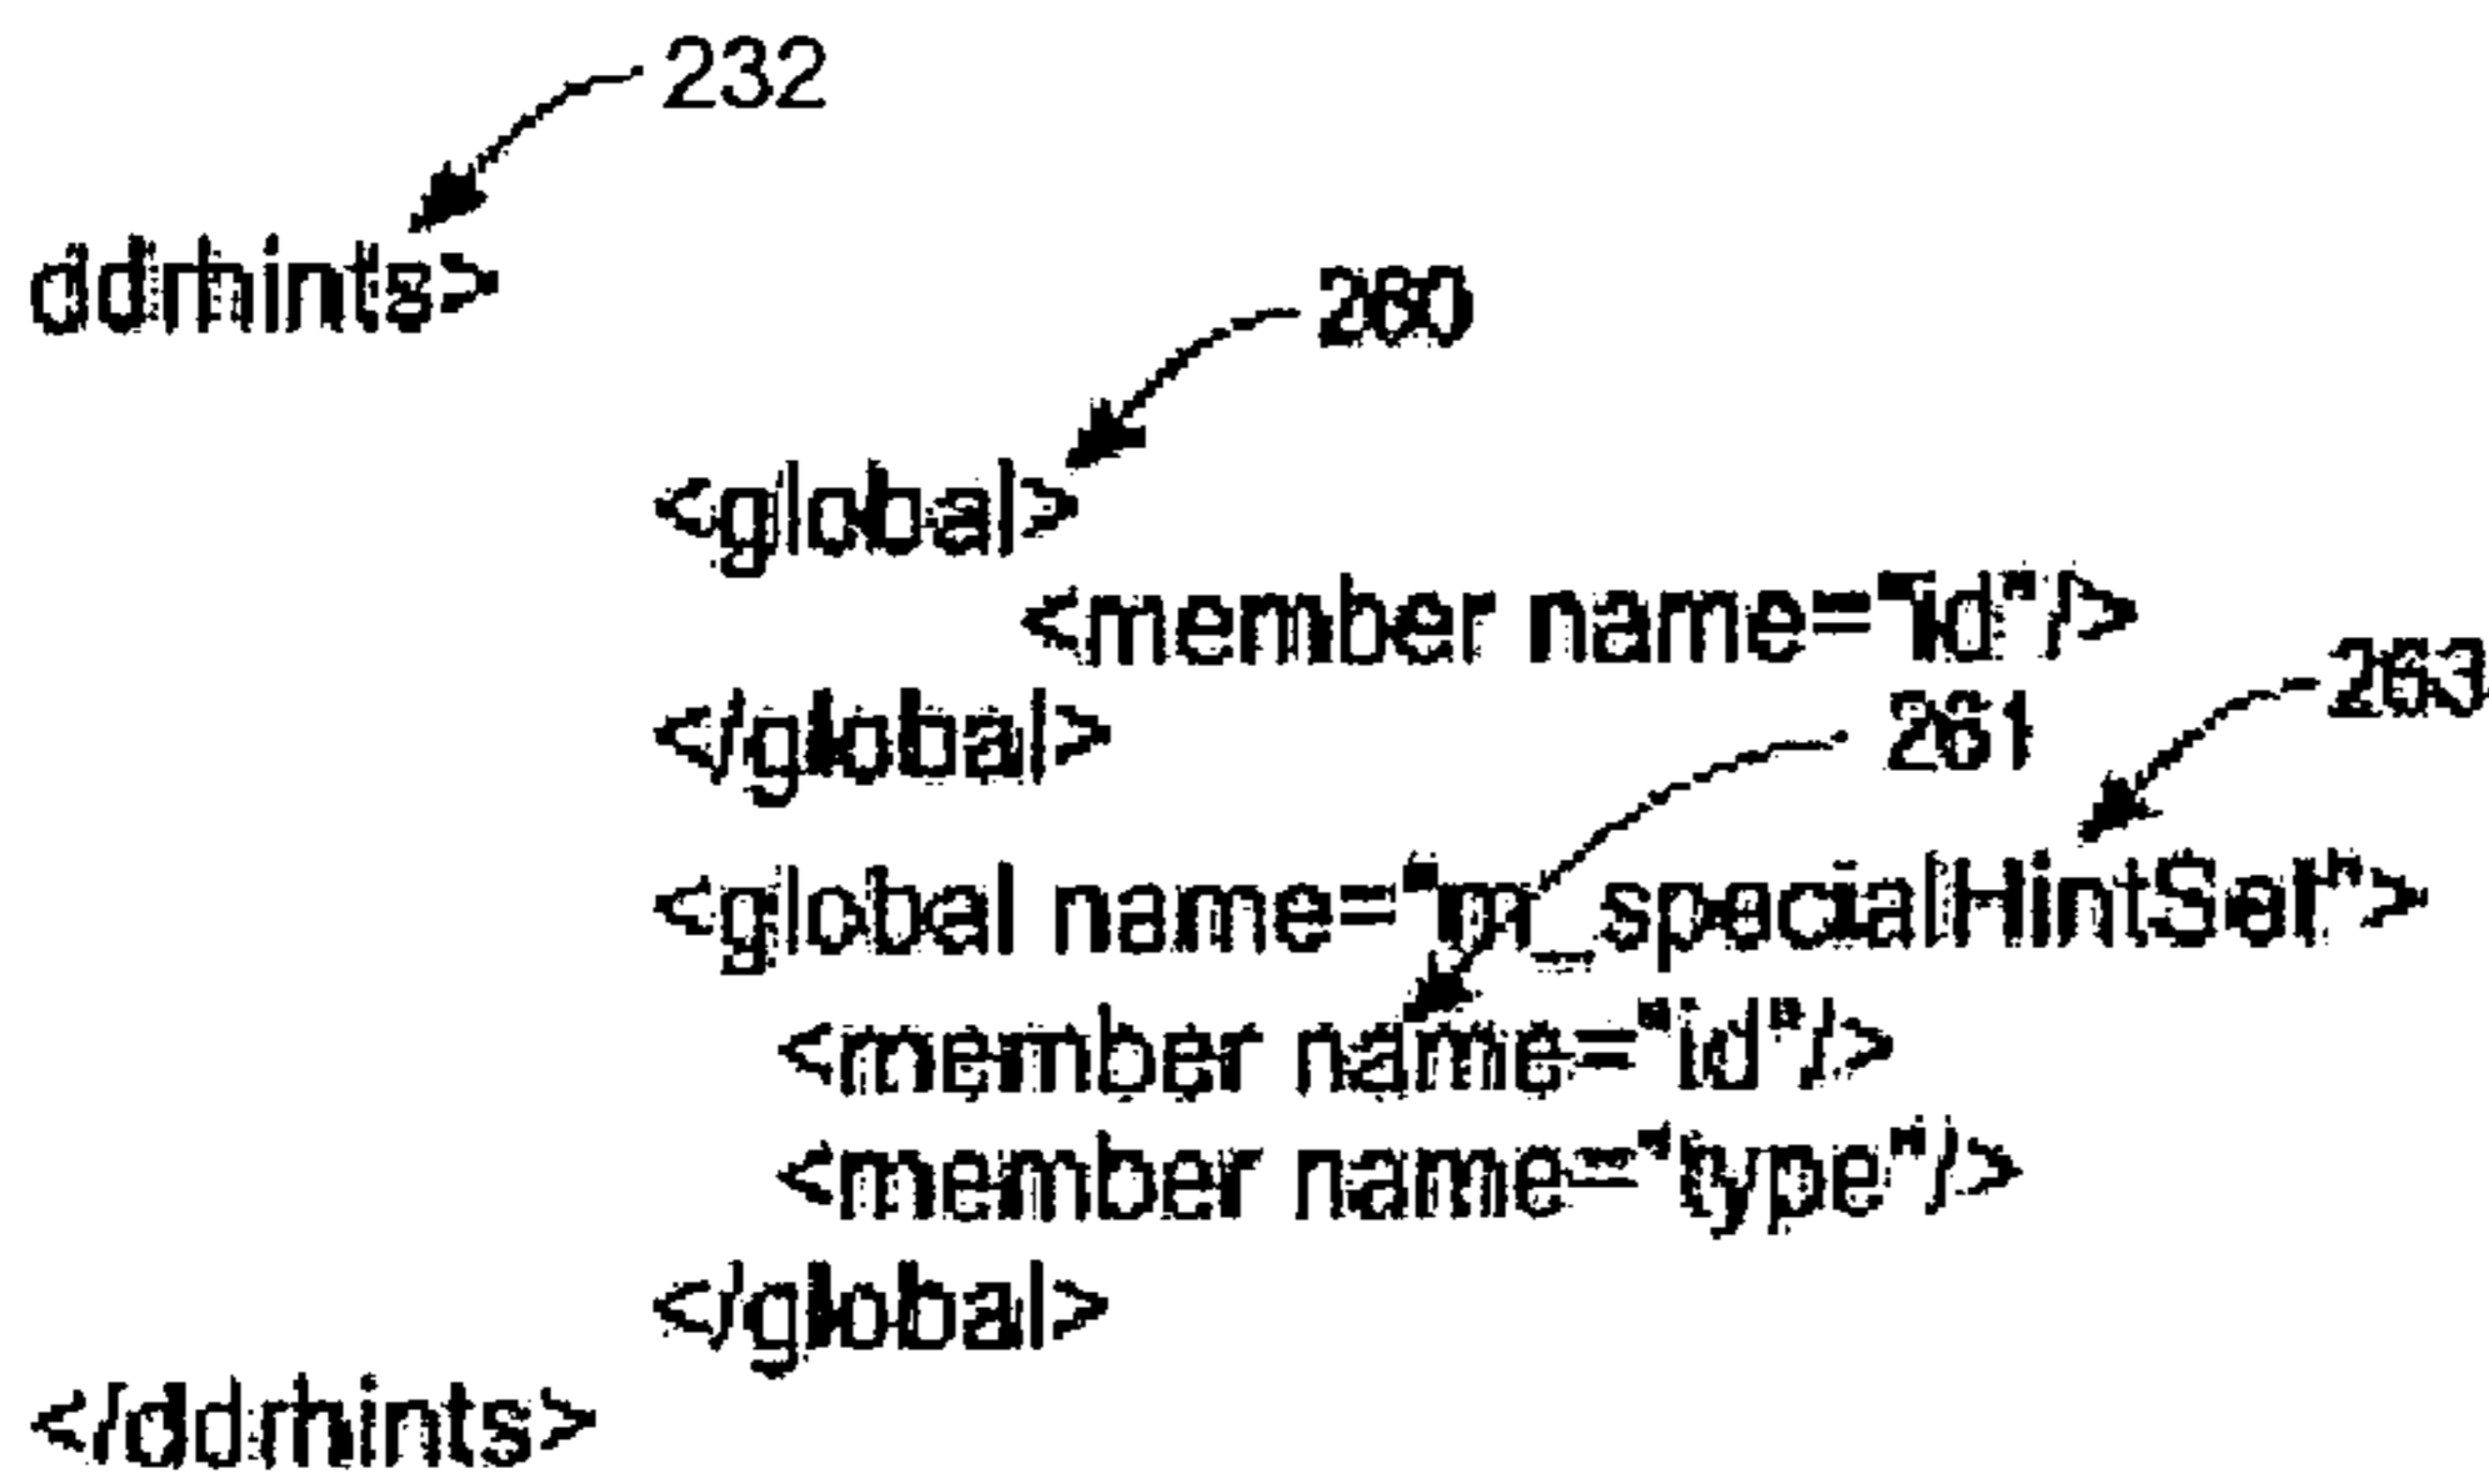 232
ddrhints>
260
<global>
<member name="id"/>
263
</global>
261
<global name="m_specialHintSar">
<member name="id"/>
<member name="type"/>
</global>
</ddrhints>